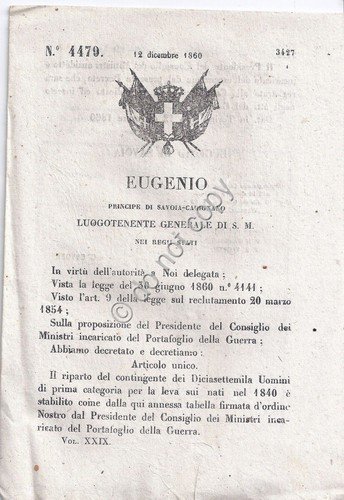 N.º 4479.
12 dicembre 1860
3427
EUGENIO
PRINCIPE DI SAVOIA-CARIGNANO
LUOGOTENENTE GENERALE DI S. M.
NEI REGII STATI
In virtù dell'autorità a Noi delegata;
Vista la legge del 30 giugno 1860 n.º 4141;
Visto l'art. 9 della legge sul reclutamento 20 marzo
1854;
Sulla proposizione del Presidente del Consiglio dei
Ministri incaricato del Portafoglio della Guerra;
Abbiamo decretato e decretiamo:
Articolo unico.
Il riparto del contingente dei Diciasettemila Uomini
di prima categoria per la leva sui nati nel 1840 è
stabilito come dalla qui annessa tabella firmata d'ordine
Nostro dal Presidente del Consiglio dei Ministri inca-
ricato del Portafoglio della Guerra.
VOL. XXIX.
do not copy